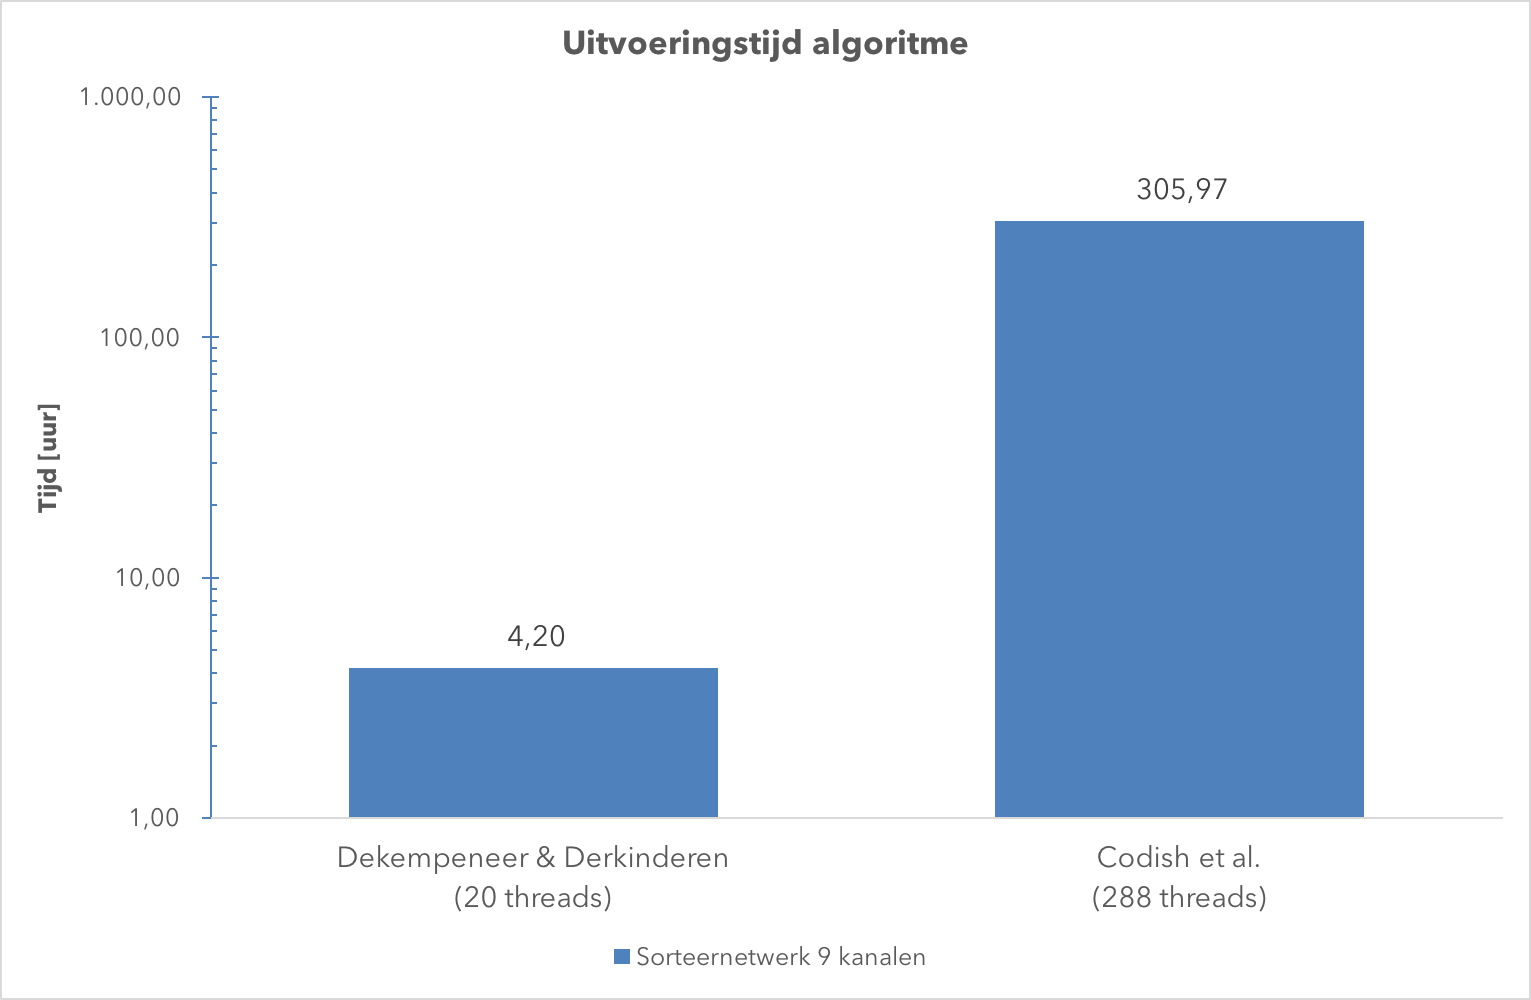 Uitvoeringstijd algoritme
1.000,00
305,97
100,00
Tijd [uur]
10,00
4,20
1,00
Dekempeneer & Derkinderen
(20 threads)
Codish et al.
(288 threads)
Sorteernetwerk 9 kanalen